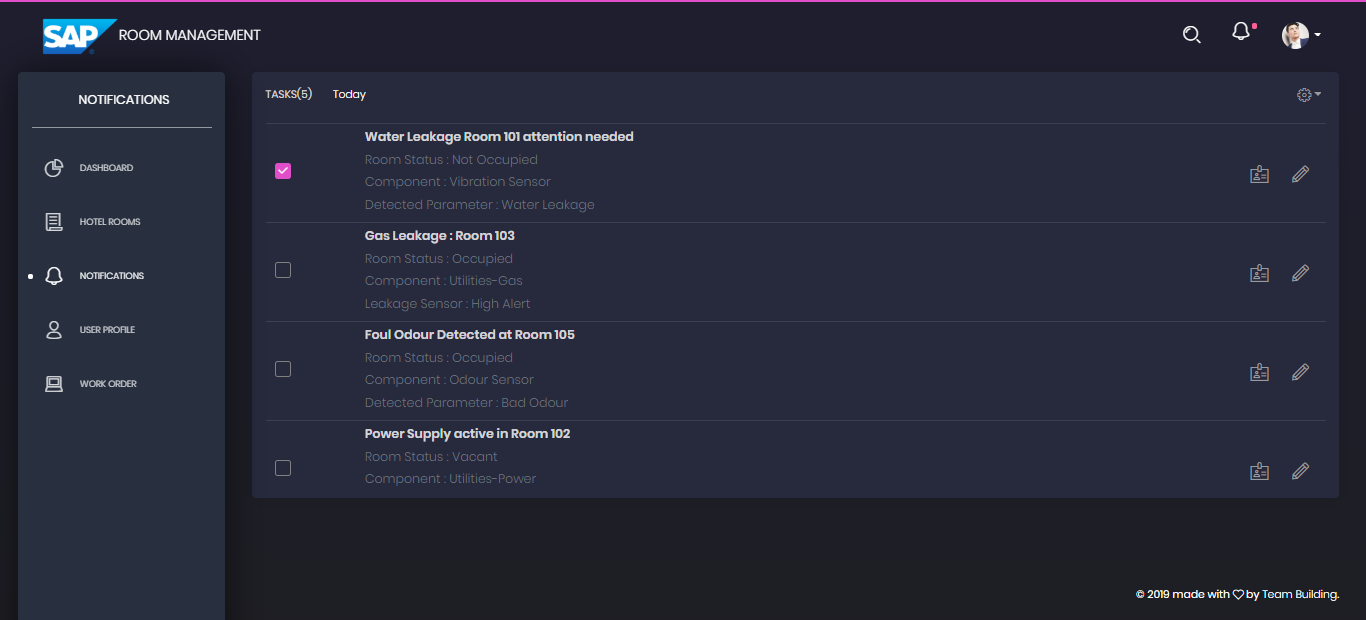 SAP ROOM MANAGEMENT
NOTIFICATIONS
DASHBOARD
HOTEL ROOMS
NOTIFICATIONS
USER PROFILE
WORK ORDER
TASKS(5) Today
Water Leakage Room 101 attention needed
Room Status : Not Occupied
Component : Vibration Sensor
Detected Parameter : Water Leakage
Gas Leakage : Room 103
Room Status : Occupied
Component : Utilities-Gas
Leakage Sensor : High Alert
Foul Odour Detected at Room 105
Room Status : Occupied
Component : Odour Sensor
Detected Parameter : Bad Odour
Power Supply active in Room 102
Room Status : Vacant
Component : Utilities-Power
© 2019 made with by Team Building.